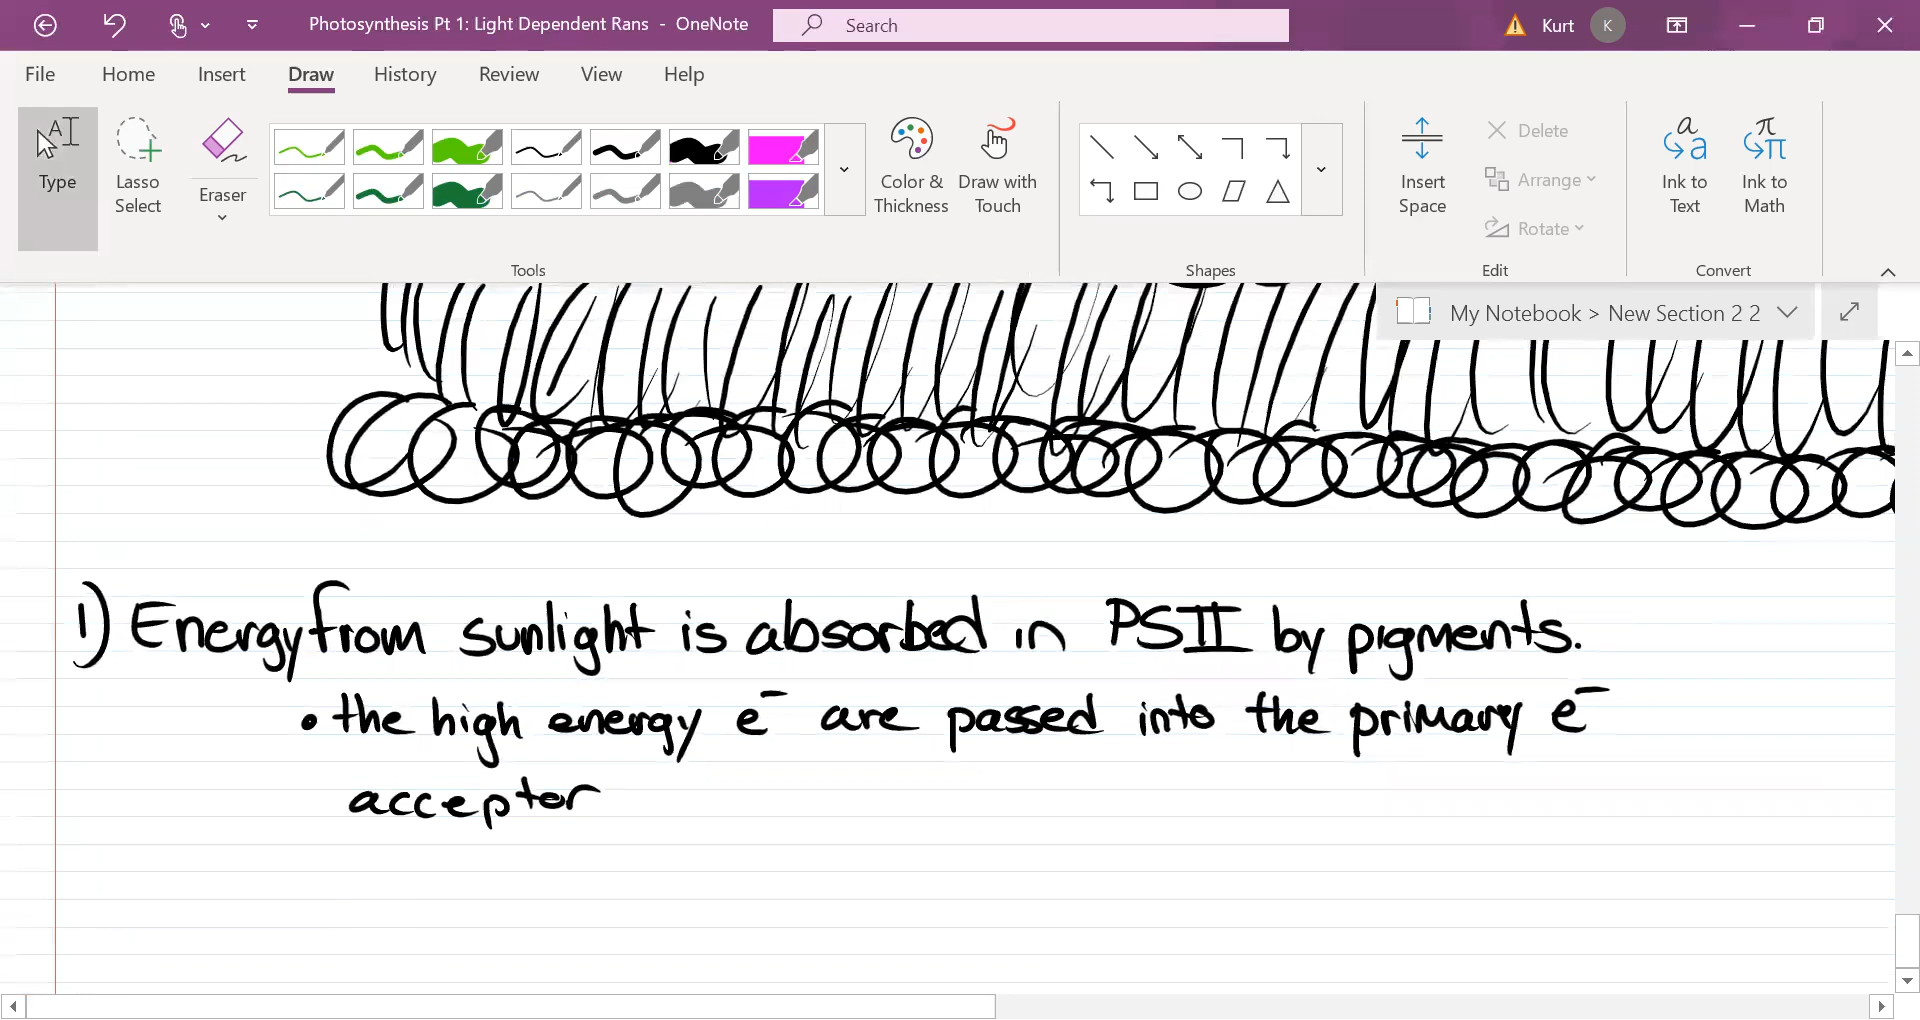 Photosynthesis Pt 1: Light Dependent Rans - OneNote
Search
Kurt
K
File Home Insert Draw History Review View Help
Type
Lasso Select
Eraser
Color & Thickness
Draw with Touch
Insert Space
Delete
Arrange
Rotate
Ink to Text
Ink to Math
Tools
Shapes
Edit
Convert
My Notebook > New Section 2 2
1) Energy from sunlight is absorbed in PSII by pigments.
• the high energy e⁻ are passed into the primary e⁻
acceptor